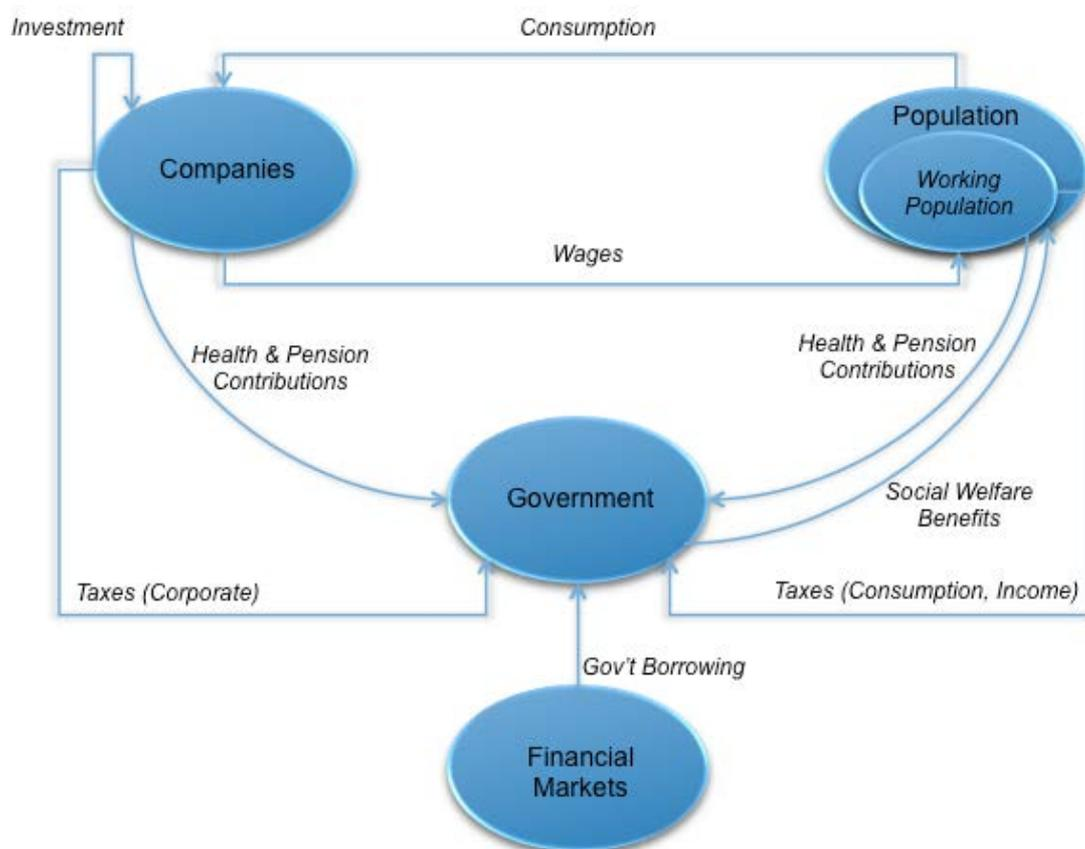 Investment
Consumption
Companies
Population
Working
Population
Wages
Health & Pension
Contributions
Health & Pension
Contributions
Government
Social Welfare
Benefits
Taxes (Corporate)
Taxes (Consumption, Income)
Gov't Borrowing
Financial
Markets